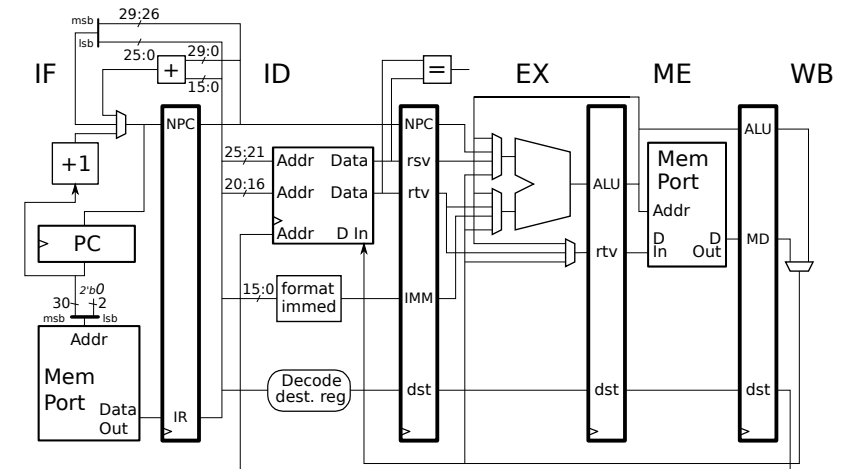 29:26
msb
lsb
25:0
29:0
+
15:0
=
IF
ID
EX
ME
WB
NPC
NPC
ALU
+1
25:21
Addr
Data
rsv
Mem
Port
20:16
Addr
Data
rtv
ALU
Addr
PC
Addr
D In
rtv
D
In
D
Out
MD
2'b0
30
2
msb
lsb
15:0
format
immed
IMM
Addr
Mem
Port
Data
Out
IR
Decode
dest. reg
dst
dst
dst